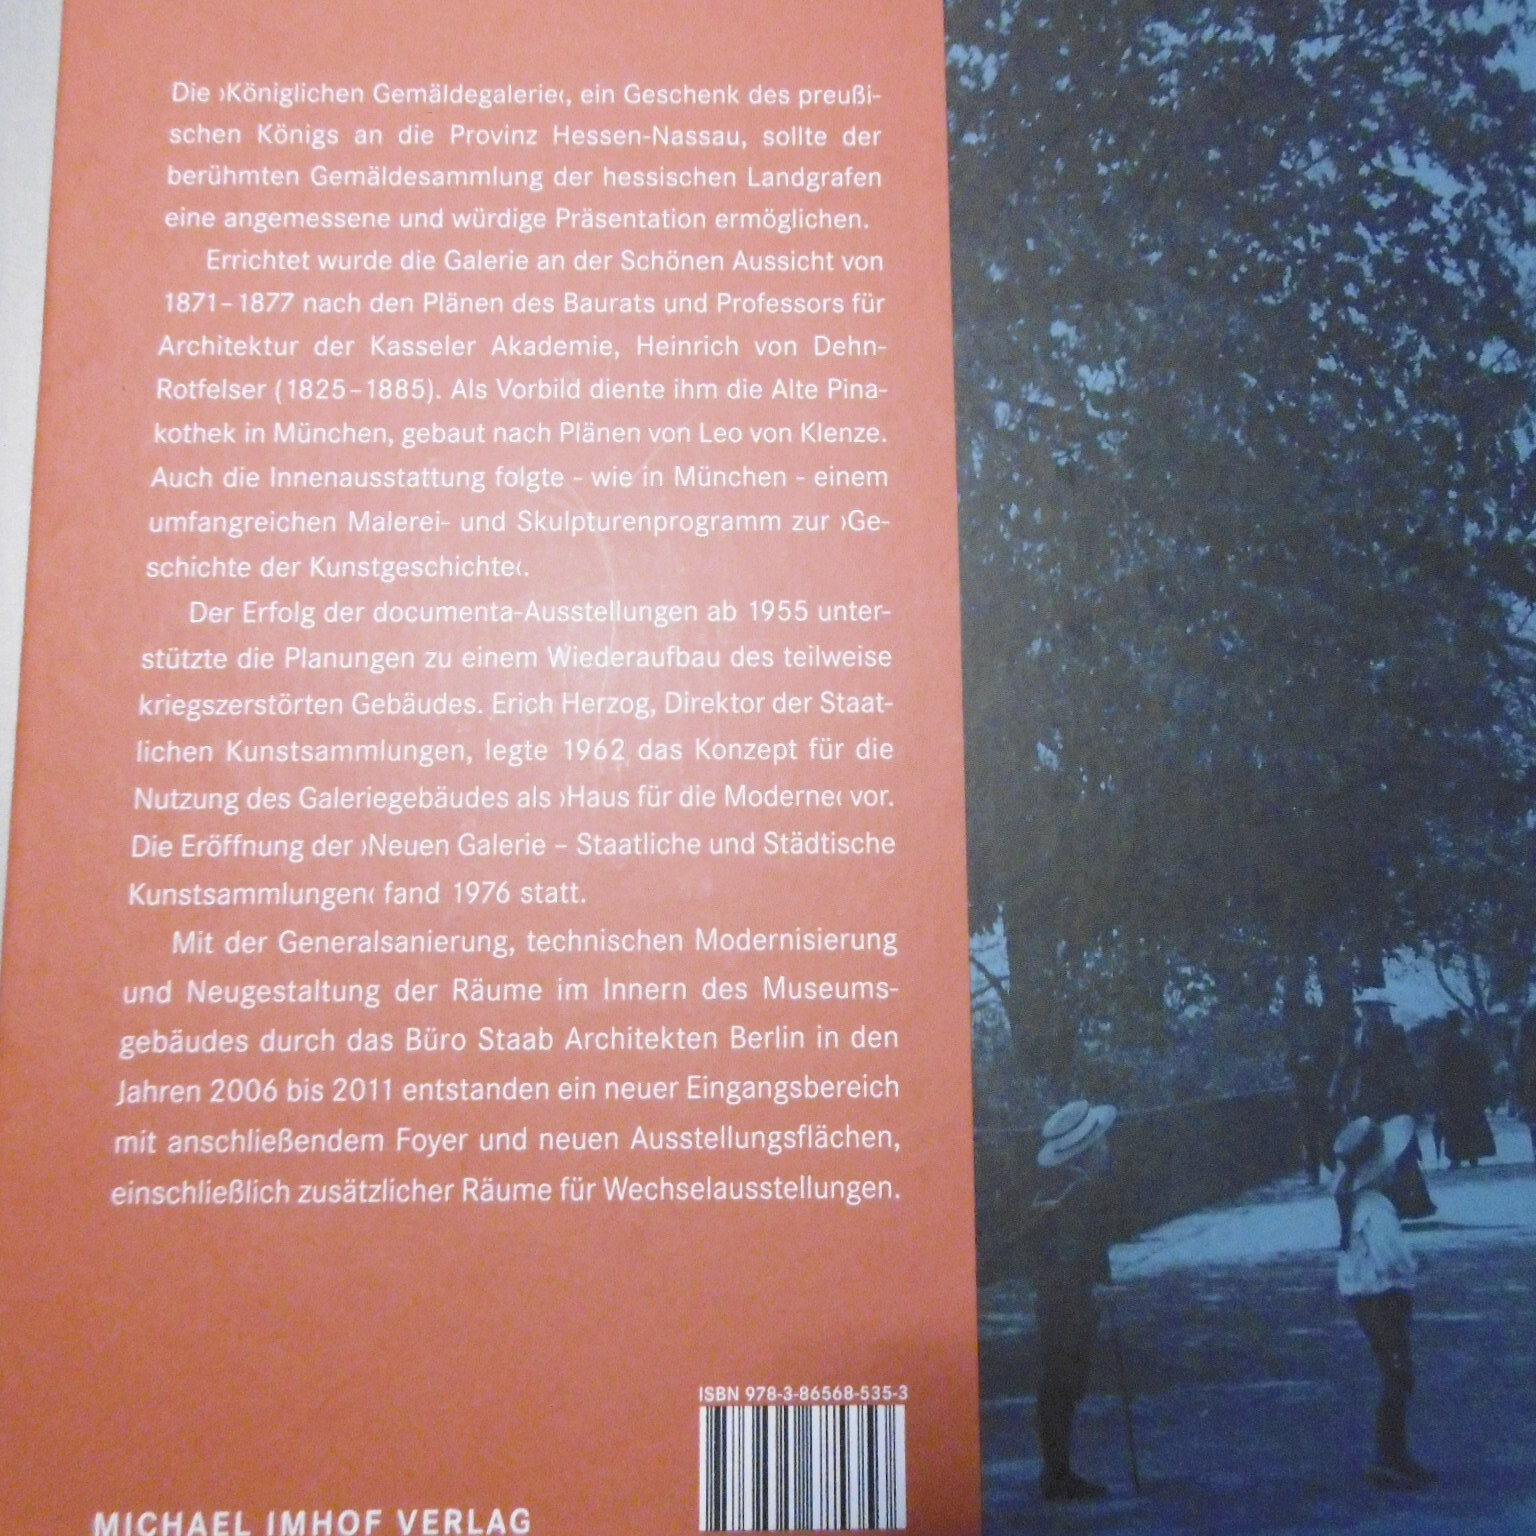 Die ›Königlichen Gemäldegalerie‹, ein Geschenk des preußi-
schen Königs an die Provinz Hessen-Nassau, sollte der
berühmten Gemäldesammlung der hessischen Landgrafen
eine angemessene und würdige Präsentation ermöglichen.
Errichtet wurde die Galerie an der Schönen Aussicht von
1871–1877 nach den Plänen des Baurats und Professors für
Architektur der Kasseler Akademie, Heinrich von Dehn-
Rotfelser (1825–1885). Als Vorbild diente ihm die Alte Pina-
kothek in München, gebaut nach Plänen von Leo von Klenze.
Auch die Innenausstattung folgte - wie in München - einem
umfangreichen Malerei- und Skulpturenprogramm zur ›Ge-
schichte der Kunstgeschichte‹.
Der Erfolg der documenta-Ausstellungen ab 1955 unter-
stützte die Planungen zu einem Wiederaufbau des teilweise
kriegszerstörten Gebäudes. Erich Herzog, Direktor der Staat-
lichen Kunstsammlungen, legte 1962 das Konzept für die
Nutzung des Galeriegebäudes als ›Haus für die Moderne‹ vor.
Die Eröffnung der ›Neuen Galerie – Staatliche und Städtische
Kunstsammlungen‹ fand 1976 statt.
Mit der Generalsanierung, technischen Modernisierung
und Neugestaltung der Räume im Innern des Museums-
gebäudes durch das Büro Staab Architekten Berlin in den
Jahren 2006 bis 2011 entstanden ein neuer Eingangsbereich
mit anschließendem Foyer und neuen Ausstellungsflächen,
einschließlich zusätzlicher Räume für Wechselausstellungen.
ISBN 978-3-86568-535-3
MICHAEL IMHOF VERLAG